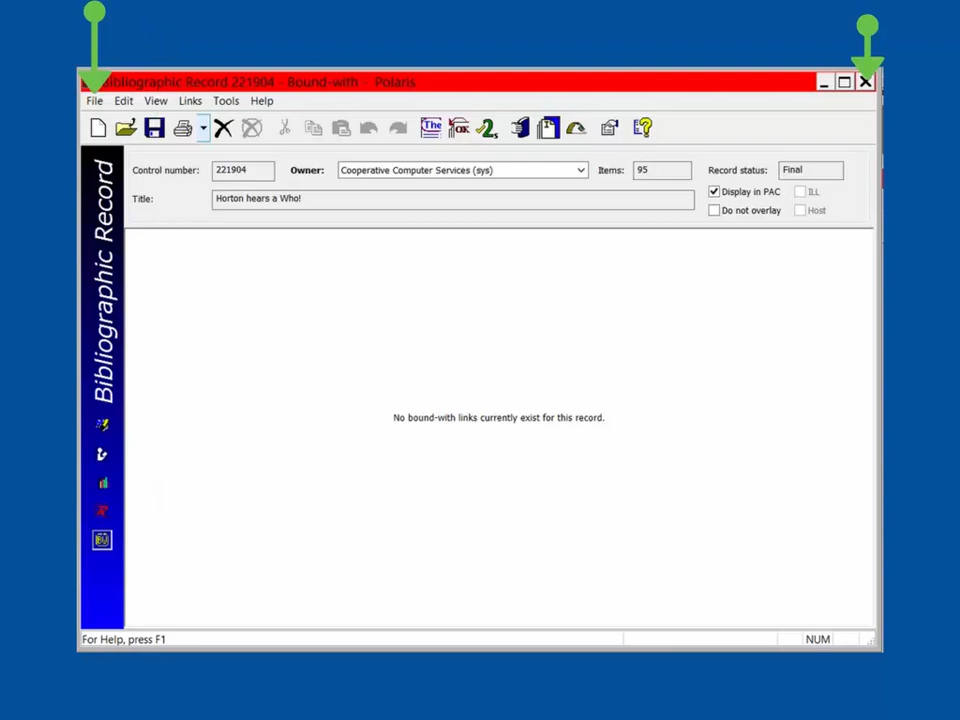 Bibliographic Record 221904 - Bound-with - Polaris
File Edit View Links Tools Help
Control number: 221904 Owner: Cooperative Computer Services (sys) Items: 95 Record status: Final
Display in PAC ILL
Title: Horton hears a Who!
Do not overlay Host
Bibliographic Record
No bound-with links currently exist for this record.
For Help, press F1 NUM